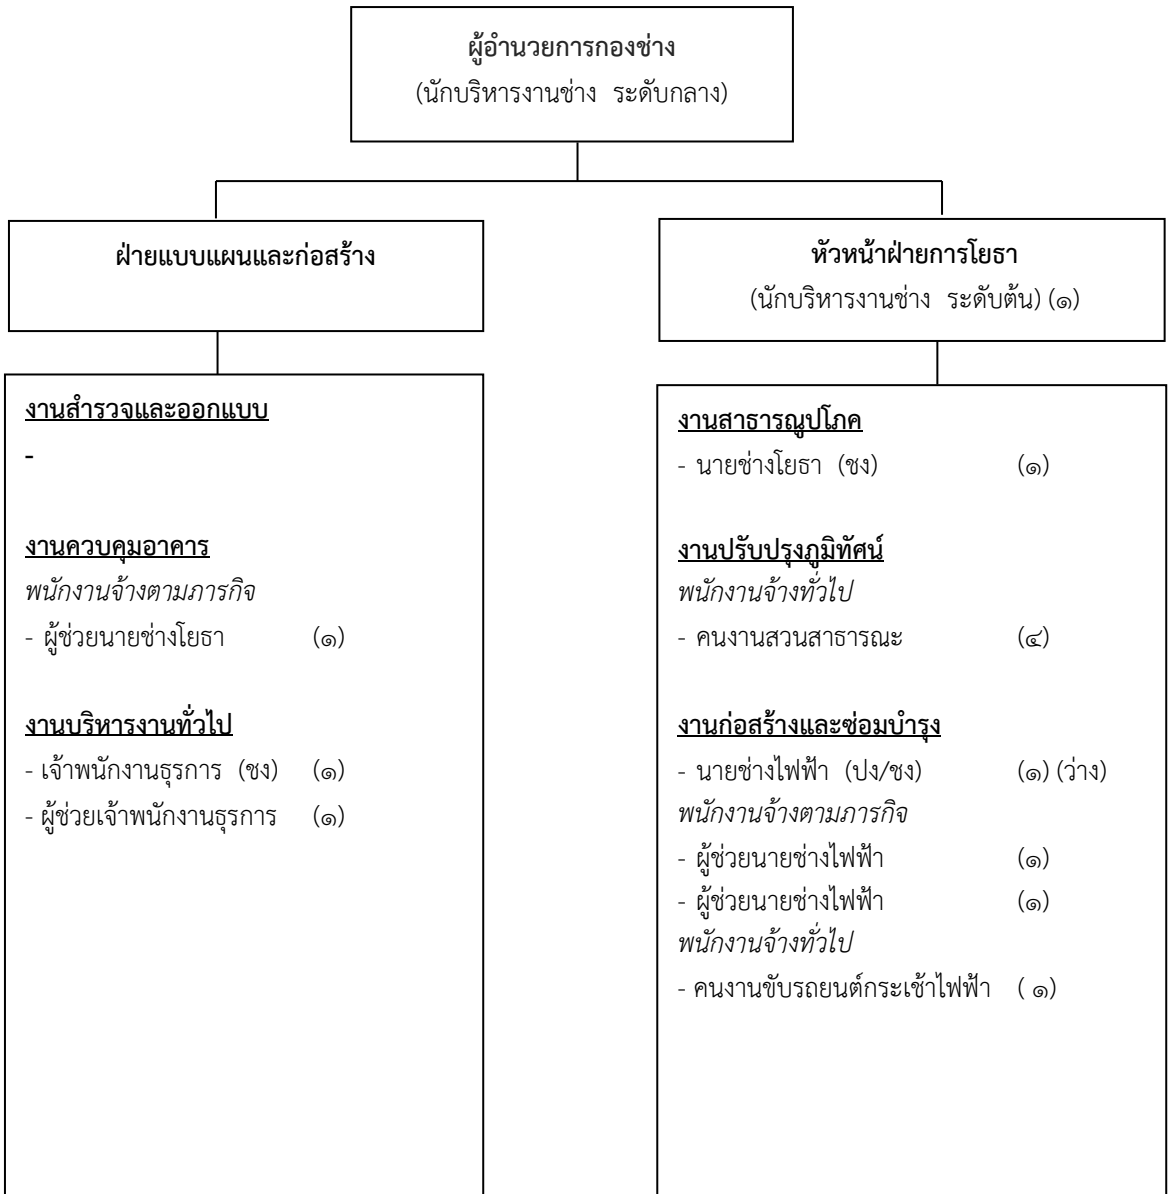 ผู้อำนวยการกองช่าง
(นักบริหารงานช่าง ระดับกลาง)
ฝ่ายแบบแผนและก่อสร้าง
งานสำรวจและออกแบบ
-
งานควบคุมอาคาร
พนักงานจ้างตามภารกิจ
- ผู้ช่วยนายช่างโยธา (๑)
งานบริหารงานทั่วไป
- เจ้าพนักงานธุรการ (ชง) (๑)
- ผู้ช่วยเจ้าพนักงานธุรการ (๑)
หัวหน้าฝ่ายการโยธา
(นักบริหารงานช่าง ระดับต้น) (๑)
งานสาธารณูปโภค
- นายช่างโยธา (ชง) (๑)
งานปรับปรุงภูมิทัศน์
พนักงานจ้างทั่วไป
- คนงานสวนสาธารณะ (๔)
งานก่อสร้างและซ่อมบำรุง
- นายช่างไฟฟ้า (ปง/ชง) (๑) (ว่าง)
พนักงานจ้างตามภารกิจ
- ผู้ช่วยนายช่างไฟฟ้า (๑)
- ผู้ช่วยนายช่างไฟฟ้า (๑)
พนักงานจ้างทั่วไป
- คนงานขับรถยนต์กระเช้าไฟฟ้า ( ๑)